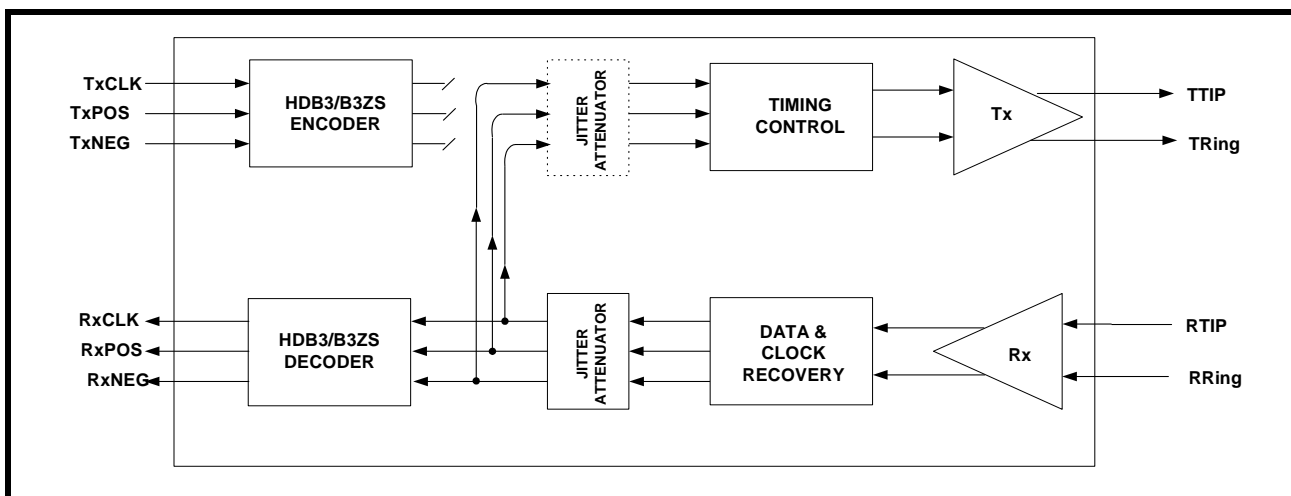 TxCLK
TxPOS
TxNEG
HDB3/B3ZS
ENCODER
JITTER
ATTENUATOR
TIMING
CONTROL
Tx
TTIP
TRing
RxCLK
RxPOS
RxNEG
HDB3/B3ZS
DECODER
JITTER
ATTENUATOR
DATA &
CLOCK
RECOVERY
Rx
RTIP
RRing